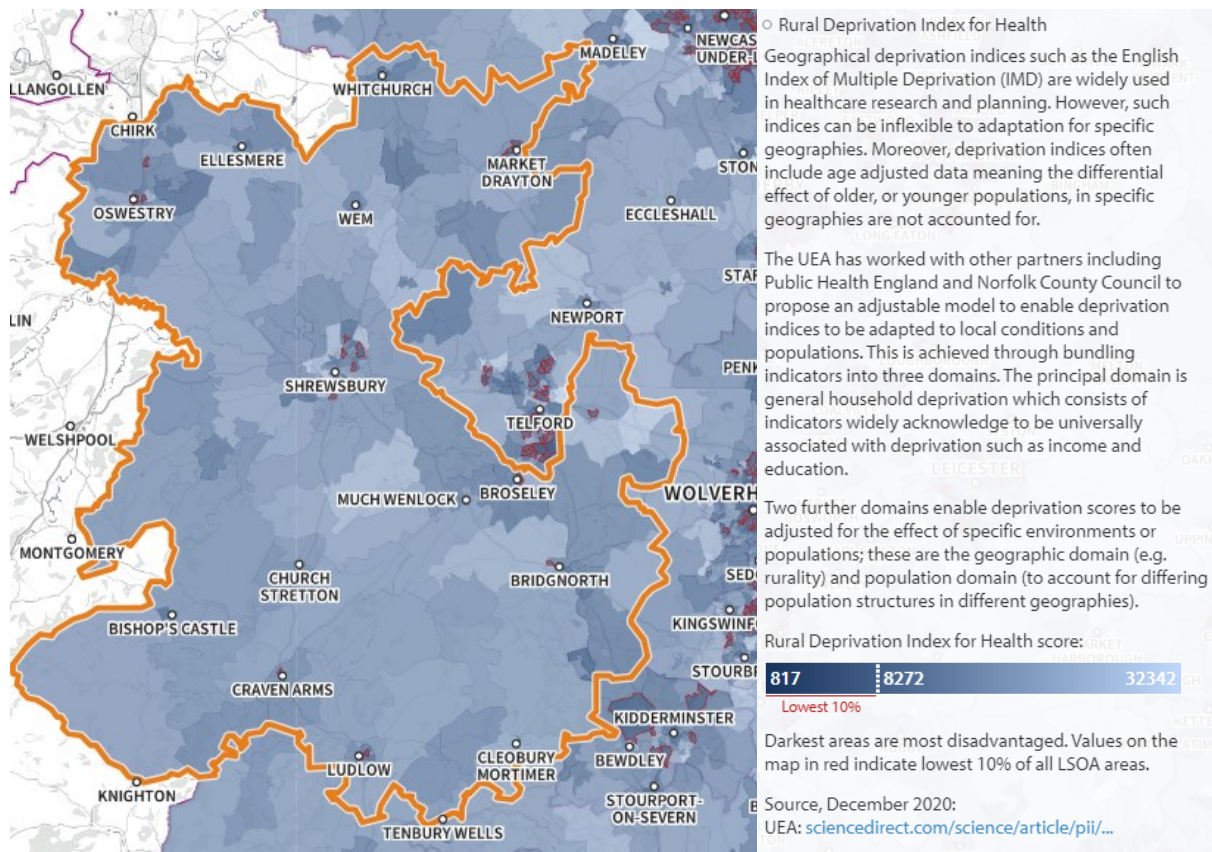 NEWCAS
UNDER-L
MADELEY
LLANGOLLEN
WHITCHURCH
CHIRK
ELLESMERE
MARKET
DRAYTON
STON
OSWESTRY
WEM
ECCLESHALL
STAF
LIN
NEWPORT
SHREWSBURY
PENK
TELFORD
WELSHPOOL
MUCH WENLOCK
BROSELEY
WOLVERH
MONTGOMERY
CHURCH
STRETTON
BRIDGNORTH
SED
BISHOP'S CASTLE
KINGSWINF
STOURB
CRAVEN ARMS
KIDDERMINSTER
LUDLOW
CLEOBURY
MORTIMER
BEWDLEY
KNIGHTON
STOURPORT-
ON-SEVERN
TENBURY WELLS
Rural Deprivation Index for Health
Geographical deprivation indices such as the English
Index of Multiple Deprivation (IMD) are widely used
in healthcare research and planning. However, such
indices can be inflexible to adaptation for specific
geographies. Moreover, deprivation indices often
include age adjusted data meaning the differential
effect of older, or younger populations, in specific
geographies are not accounted for.
The UEA has worked with other partners including
Public Health England and Norfolk County Council to
propose an adjustable model to enable deprivation
indices to be adapted to local conditions and
populations. This is achieved through bundling
indicators into three domains. The principal domain is
general household deprivation which consists of
indicators widely acknowledge to be universally
associated with deprivation such as income and
education.
Two further domains enable deprivation scores to be
adjusted for the effect of specific environments or
populations; these are the geographic domain (e.g.
rurality) and population domain (to account for differing
population structures in different geographies).
Rural Deprivation Index for Health score:
817 8272 32342
Lowest 10%
Darkest areas are most disadvantaged. Values on the
map in red indicate lowest 10% of all LSOA areas.
Source, December 2020:
UEA: sciencedirect.com/science/article/pii/...